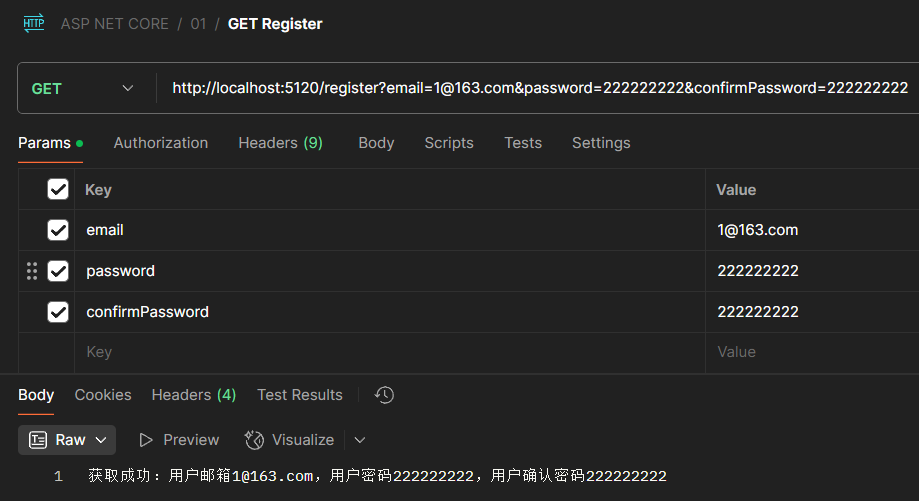 HTTP ASP NET CORE / 01 / GET Register
GET http://localhost:5120/register?email=1@163.com&password=222222222&confirmPassword=222222222
Params Authorization Headers (9) Body Scripts Tests Settings
Key Value
email 1@163.com
password 222222222
confirmPassword 222222222
Key Value
Body Cookies Headers (4) Test Results
Raw Preview Visualize
1 获取成功：用户邮箱1@163.com，用户密码222222222，用户确认密码222222222